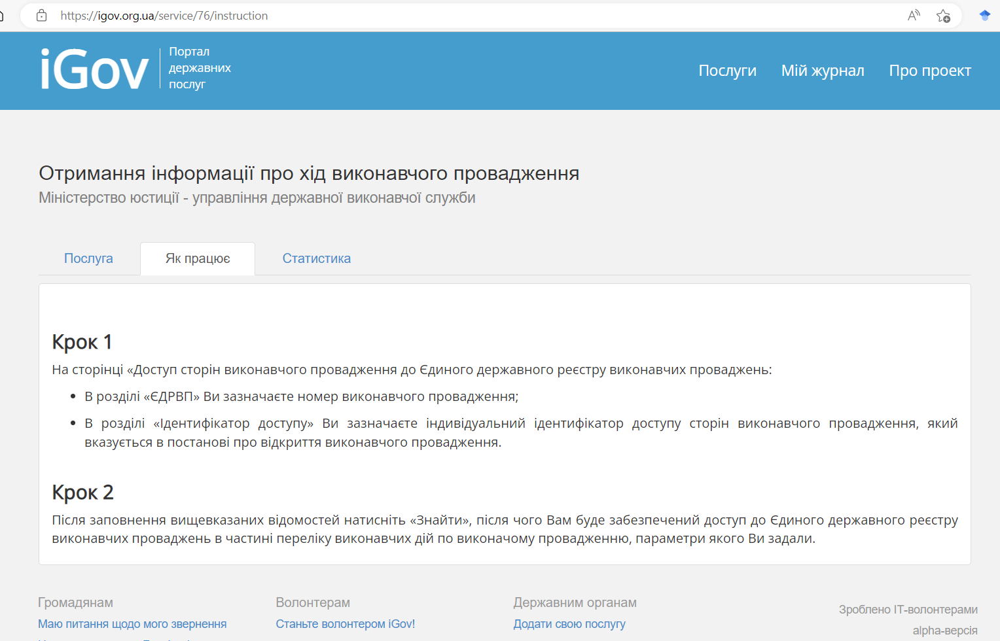 https://igov.org.ua/service/76/instruction
iGov
Портал
державних
послуг
Послуги Мій журнал Про проект
Отримання інформації про хід виконавчого провадження
Міністерство юстиції - управління державної виконавчої служби
Послуга Як працює Статистика
Крок 1
На сторінці «Доступ сторін виконавчого провадження до Єдиного державного реєстру виконавчих проваджень:
• В розділі «ЄДРВП» Ви зазначаєте номер виконавчого провадження;
• В розділі «Ідентифікатор доступу» Ви зазначаєте індивідуальний ідентифікатор доступу сторін виконавчого провадження, який
вказується в постанові про відкриття виконавчого провадження.
Крок 2
Після заповнення вищевказаних відомостей натисніть «Знайти», після чого Вам буде забезпечений доступ до Єдиного державного реєстру
виконавчих проваджень в частині переліку виконавчих дій по виконачому провадженню, параметри якого Ви задали.
Громадянам
Маю питання щодо мого звернення
Волонтерам
Станьте волонтером iGov!
Державним органам
Додати свою послугу
Зроблено IT-волонтерами
alpha-версія